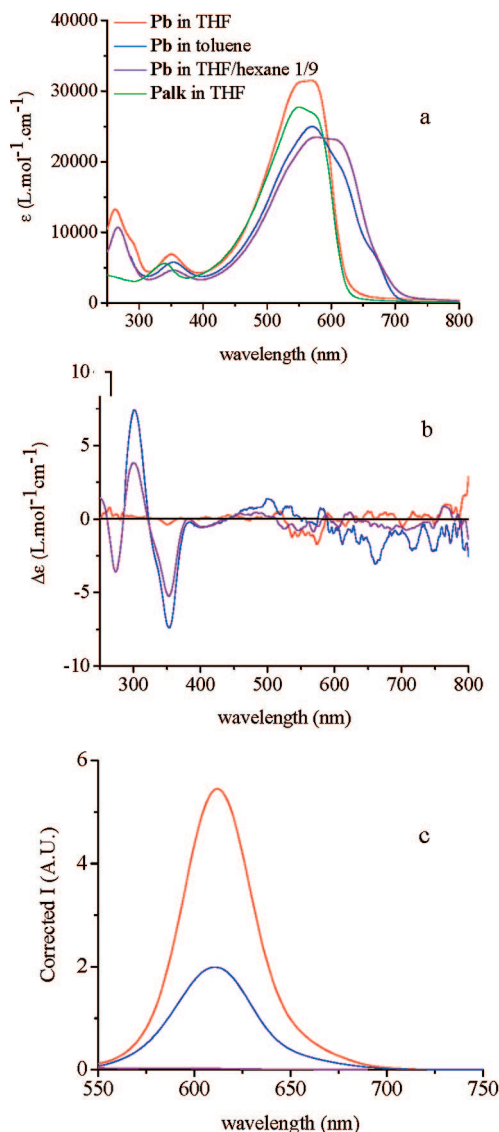 Pb in THF
Pb in toluene
Pb in THF/hexane 1/9
Palk in THF
a
ε (L.mol⁻¹.cm⁻¹)
40000
30000
20000
10000
0
300 400 500 600 700 800
wavelength (nm)
b
Δε (L.mol⁻¹cm⁻¹)
10
5
0
-5
-10
300 400 500 600 700 800
wavelength (nm)
c
Corrected I (A.U.)
6
4
2
0
550 600 650 700 750
wavelength (nm)